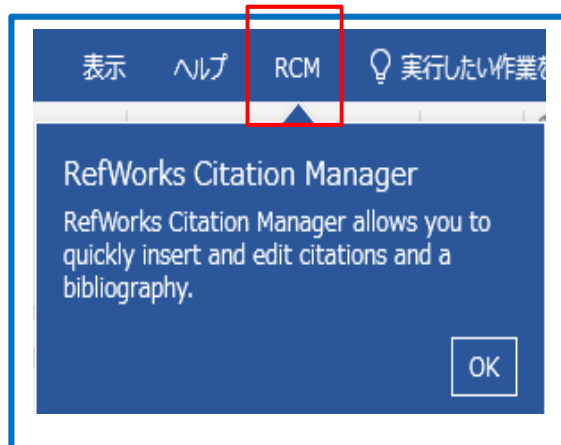 表示 ヘルプ RCM 実行したい作業を
RefWorks Citation Manager
RefWorks Citation Manager allows you to
quickly insert and edit citations and a
bibliography.
OK